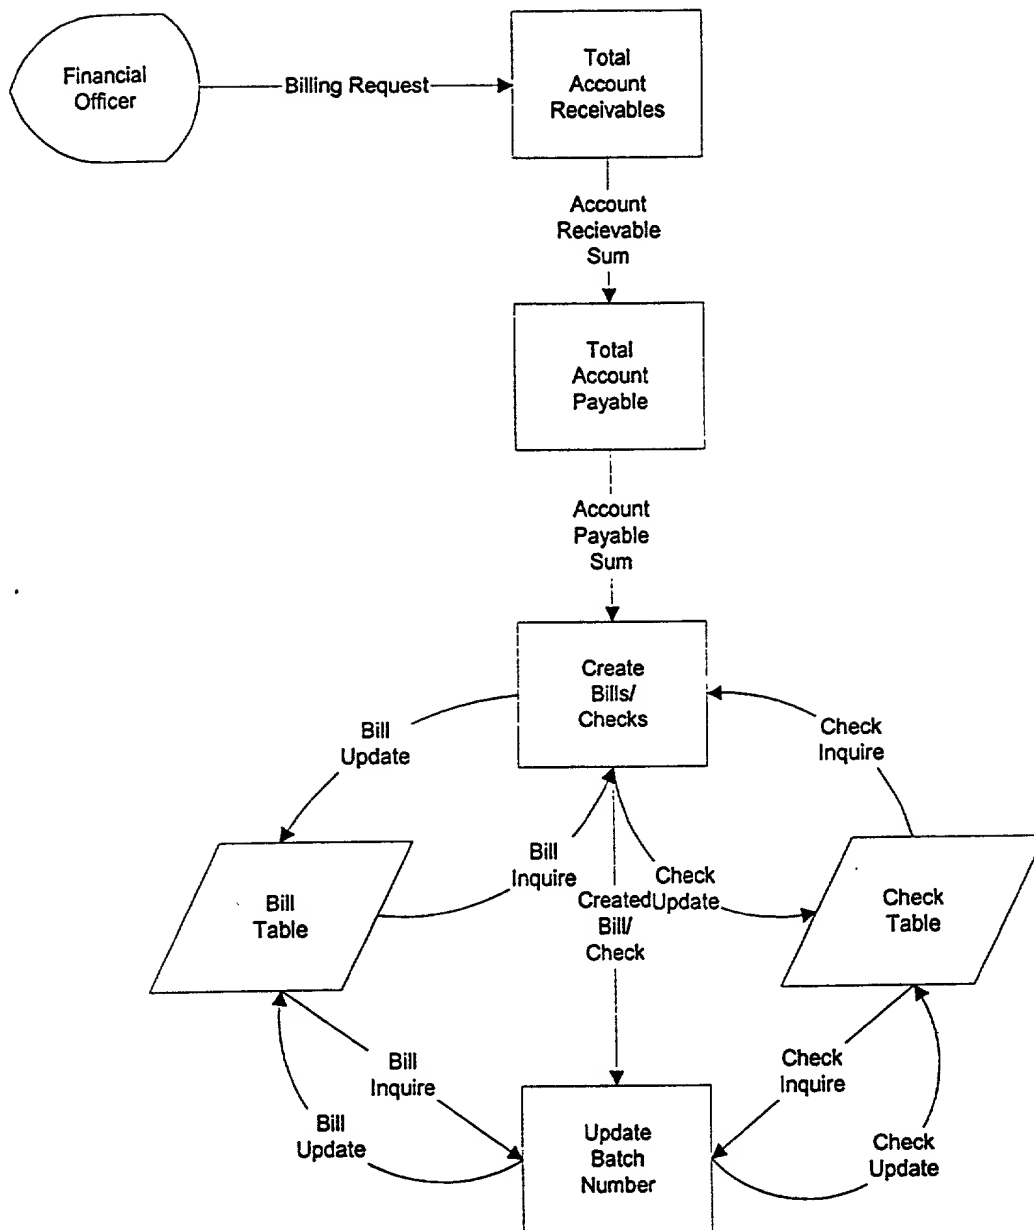 Financial
Officer
Billing Request
Total
Account
Receivables
Account
Recievable
Sum
Total
Account
Payable
Account
Payable
Sum
Create
Bills/
Checks
Bill
Update
Check
Inquire
Bill
Inquire
Check
Update
Created
Bill/
Check
Bill
Table
Check
Table
Bill
Inquire
Check
Inquire
Bill
Update
Update
Batch
Number
Check
Update